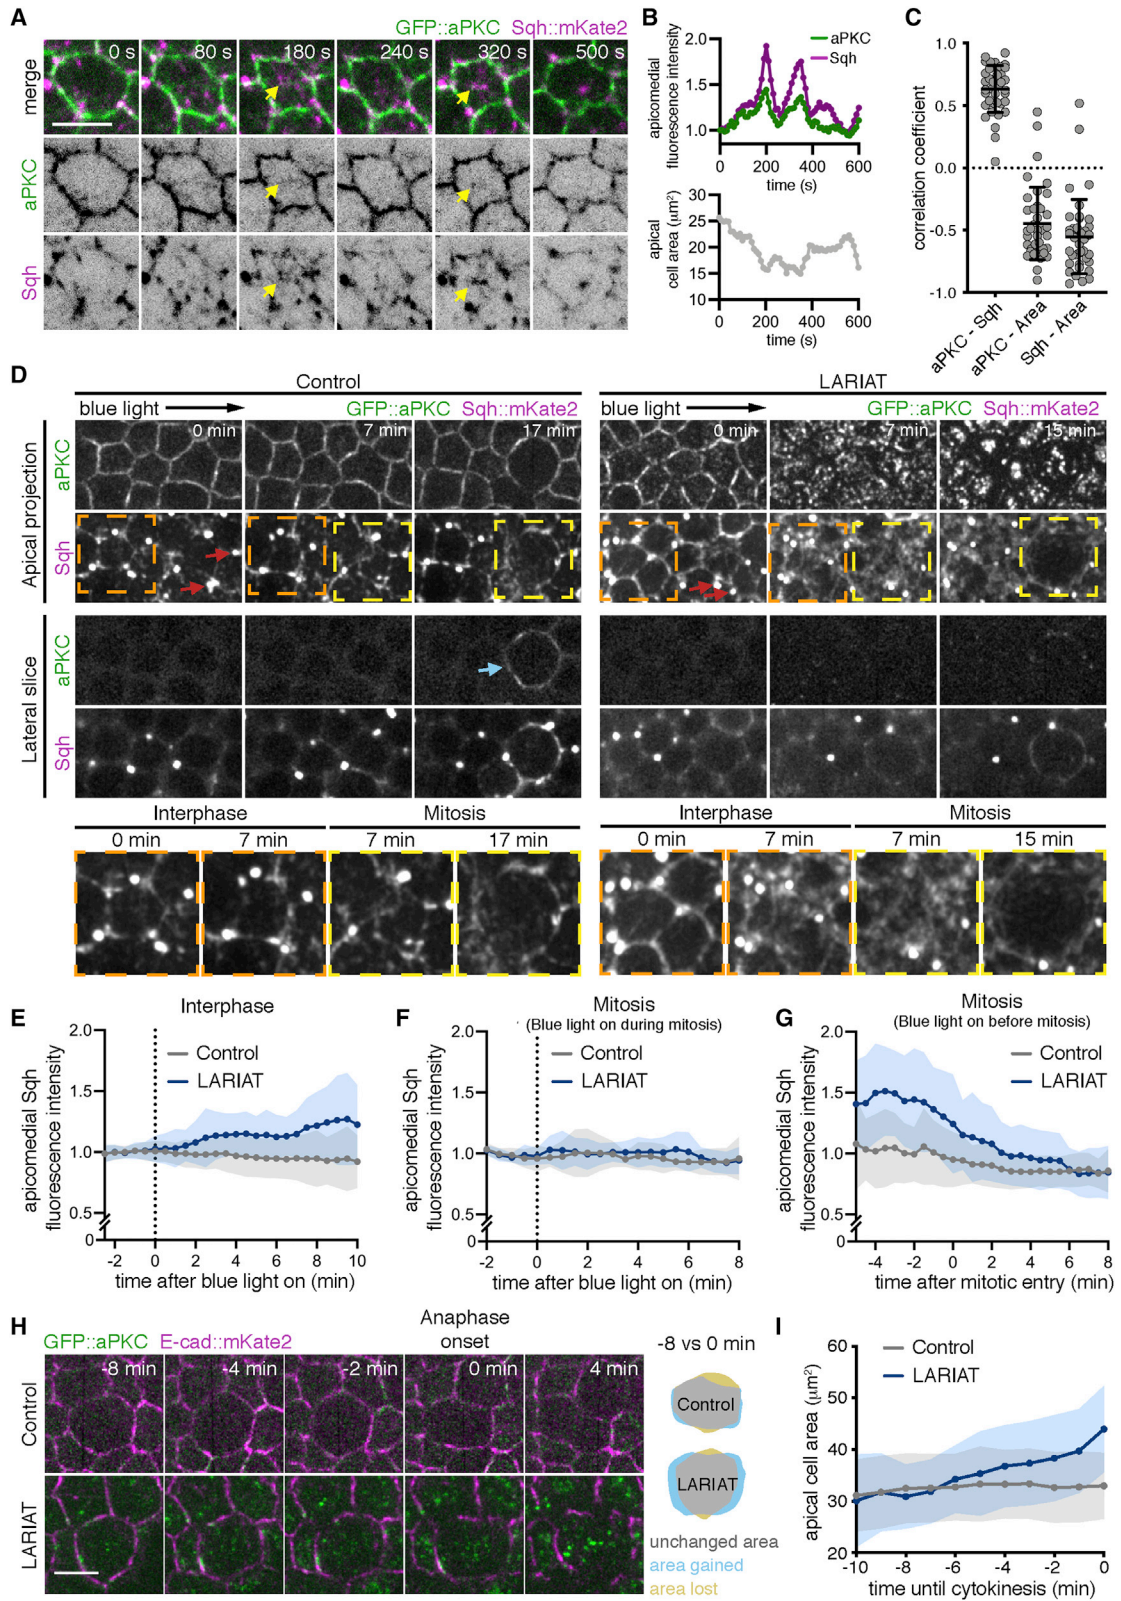 A
GFP::aPKC Sqh::mKate2
0 s 80 s 180 s 240 s 320 s 500 s
merge
aPKC
Sqh
B
aPKC
Sqh
apicomedial
fluorescence intensity
2.0
1.5
1.0
0 200 400 600
time (s)
apical
cell area (μm²)
30
25
20
15
10
0 200 400 600
time (s)
C
correlation coefficient
1.0
0.5
0.0
-0.5
-1.0
aPKC - Sqh
aPKC - Area
Sqh - Area
D
Control
blue light
GFP::aPKC Sqh::mKate2
0 min 7 min 17 min
LARIAT
blue light
GFP::aPKC Sqh::mKate2
0 min 7 min 15 min
Apical projection
aPKC
Sqh
Lateral slice
aPKC
Sqh
Interphase Mitosis
0 min 7 min 7 min 17 min
Interphase Mitosis
0 min 7 min 7 min 15 min
E
Interphase
apicomedial Sqh
fluorescence intensity
2.0
1.5
1.0
0.5
0
Control
LARIAT
-2 0 2 4 6 8 10
time after blue light on (min)
F
Mitosis
(Blue light on during mitosis)
apicomedial Sqh
fluorescence intensity
2.0
1.5
1.0
0.5
0
Control
LARIAT
-2 0 2 4 6 8
time after blue light on (min)
G
Mitosis
(Blue light on before mitosis)
apicomedial Sqh
fluorescence intensity
2.0
1.5
1.0
0.5
0
Control
LARIAT
-4 -2 0 2 4 6 8
time after mitotic entry (min)
H
GFP::aPKC E-cad::mKate2
Anaphase
onset
-8 min -4 min -2 min 0 min 4 min
Control
LARIAT
-8 vs 0 min
Control
LARIAT
unchanged area
area gained
area lost
I
apical cell area (μm²)
60
50
40
30
20
Control
LARIAT
-10 -8 -6 -4 -2 0
time until cytokinesis (min)